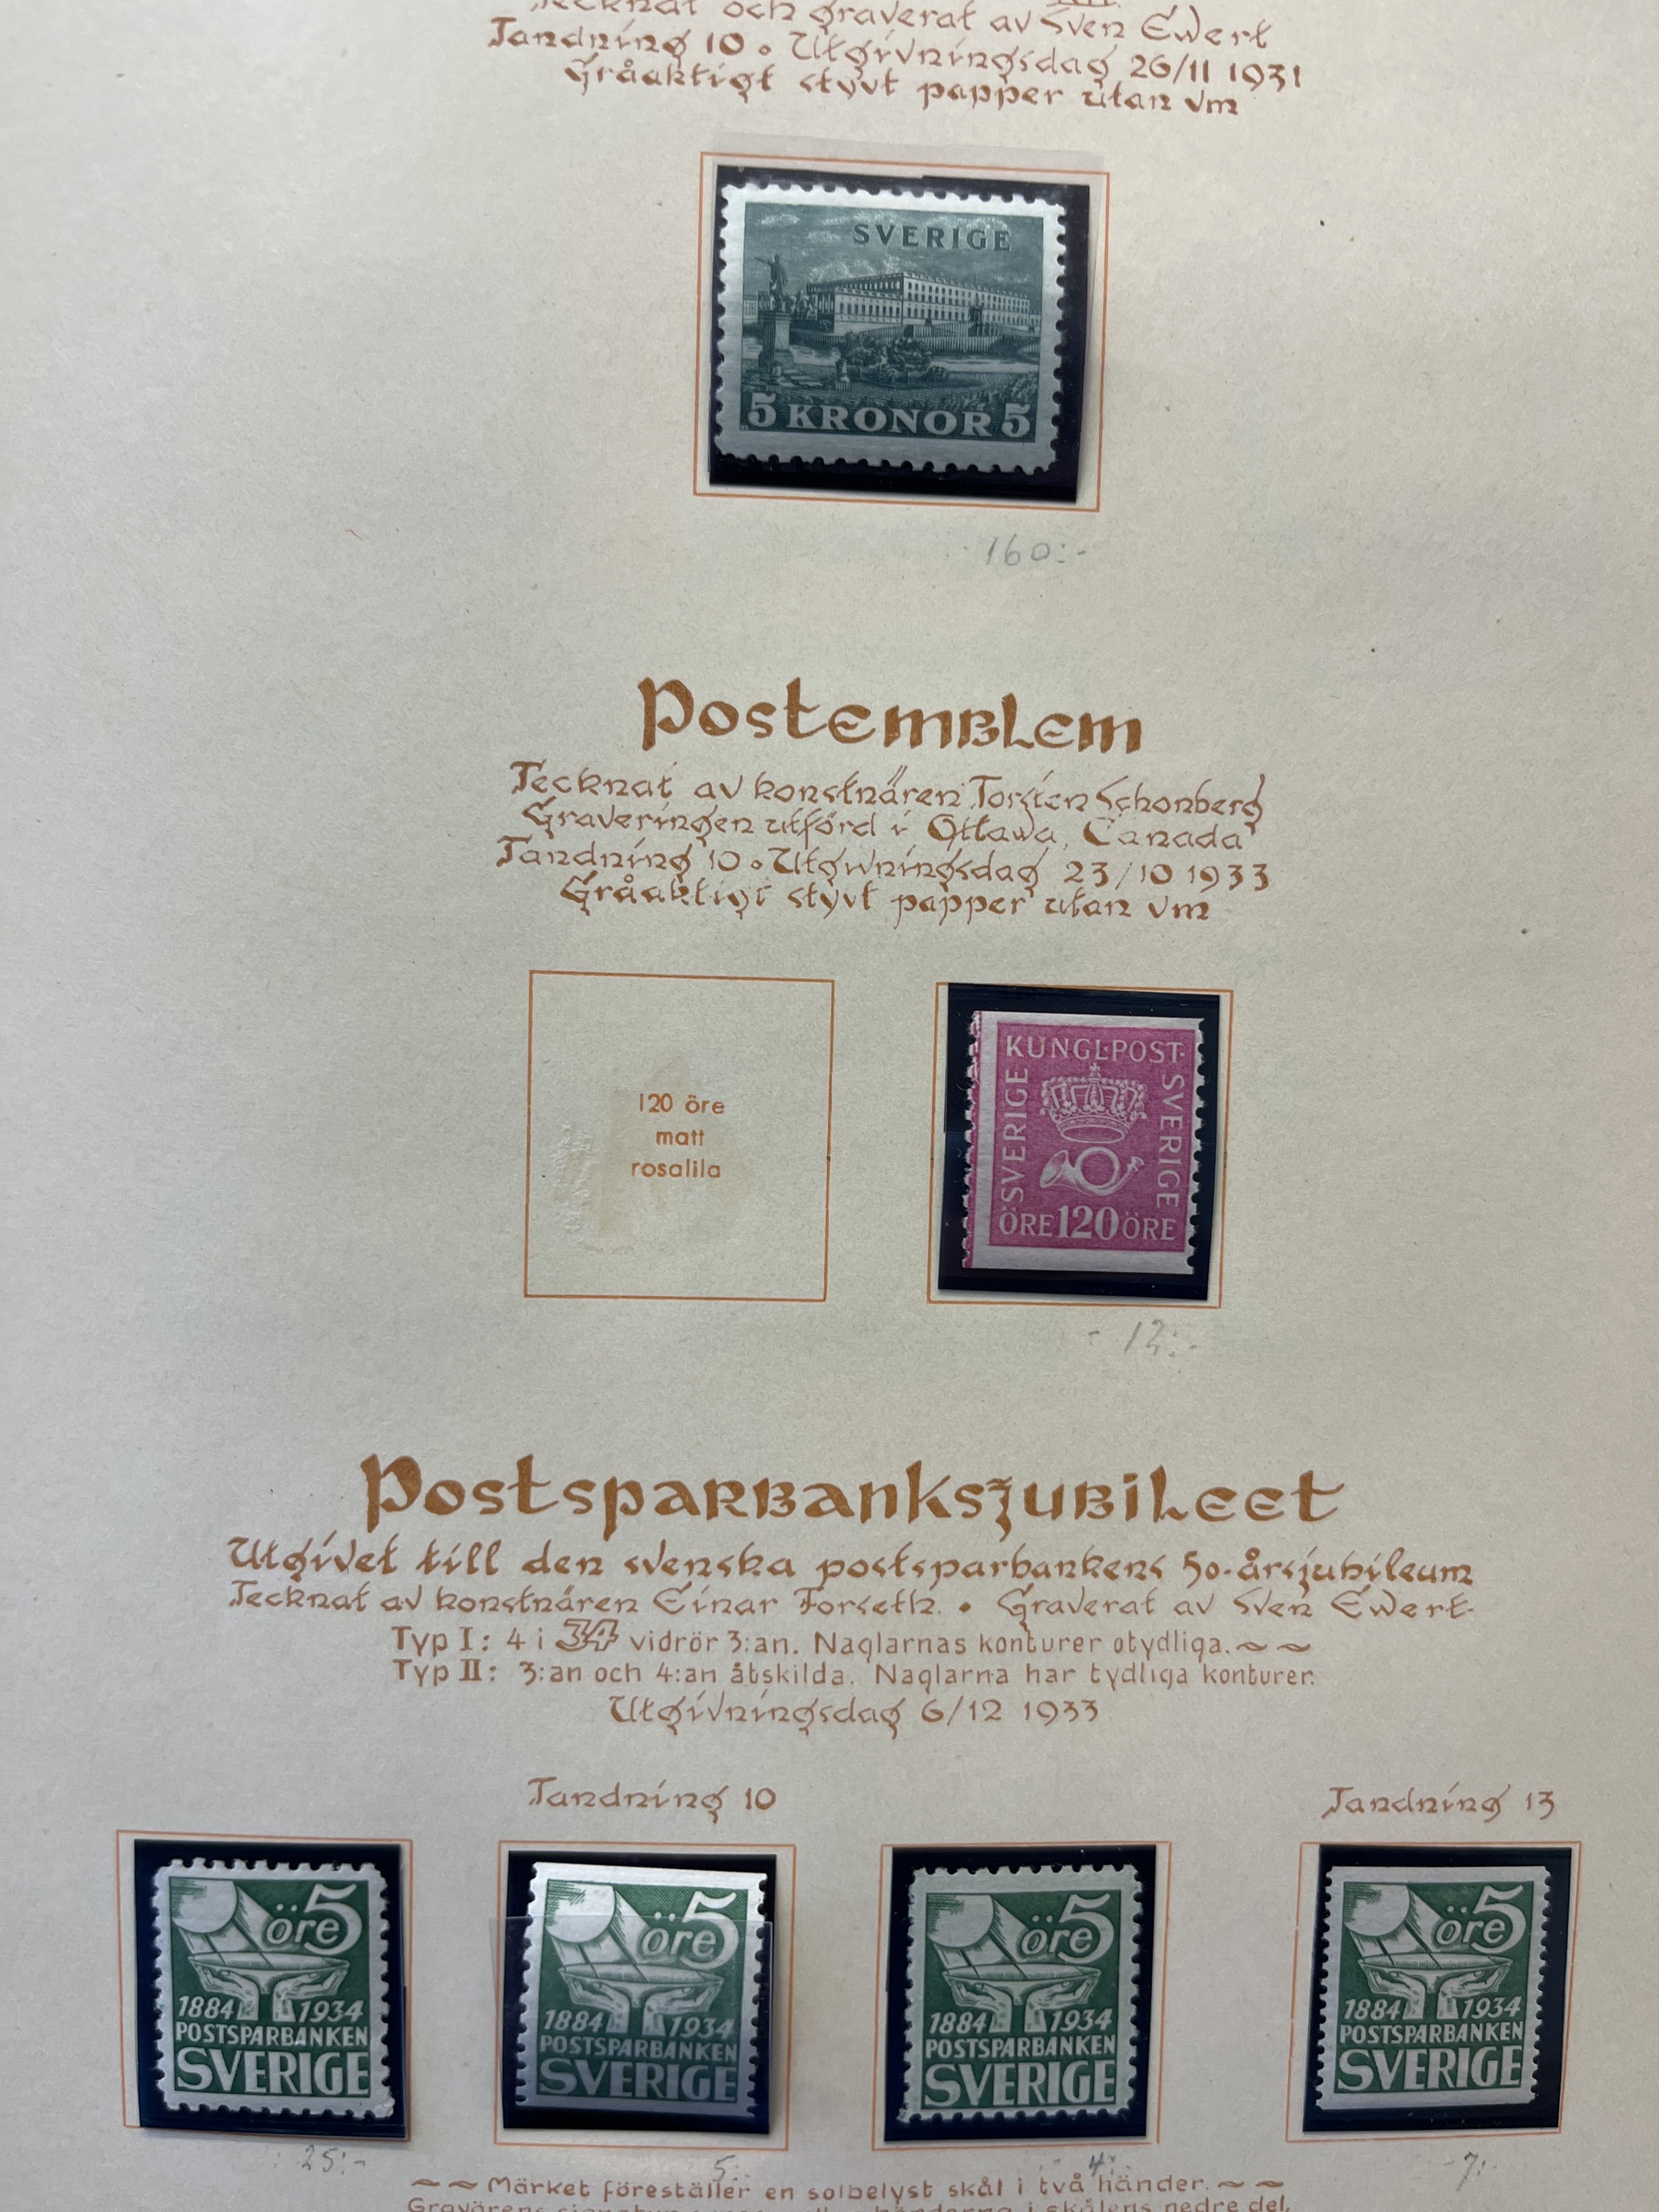 Tecknat och graverat av Sven Ewert
Tandning 10 • Utgivningsdag 26/11 1931
Gråaktigt styvt papper utan vm
SVERIGE
5 KRONOR 5
160:-
Postemblem
Tecknat av konstnären Torsten Schonberg
Graveringen utförd i Ottawa, Canada
Tandning 10 • Utgivningsdag 23/10 1933
Gråaktigt styvt papper utan vm
120 öre
matt
rosalila
KUNGL·POST·
SVERIGE
SVERIGE
ÖRE 120 ÖRE
- 12:-
Postsparbanksjubileet
Utgivet till den svenska postsparbankens 50-årsjubileum
Tecknat av konstnären Einar Forseth. • Graverat av Sven Ewert
Typ I: 4 i 34 vidrör 3:an. Naglarnas konturer otydliga. ~ ~
Typ II: 3:an och 4:an åtskilda. Naglarna har tydliga konturer.
Utgivningsdag 6/12 1933
Tandning 10
Tandning 13
öre 5
1884 1934
POSTSPARBANKEN
SVERIGE
öre 5
1884 1934
POSTSPARBANKEN
SVERIGE
öre 5
1884 1934
POSTSPARBANKEN
SVERIGE
öre 5
1884 1934
POSTSPARBANKEN
SVERIGE
25:-
5:-
4:-
7:-
~ ~ Märket föreställer en solbelyst skål i två händer. ~ ~
Gravörens händerna i skålens nedre del.